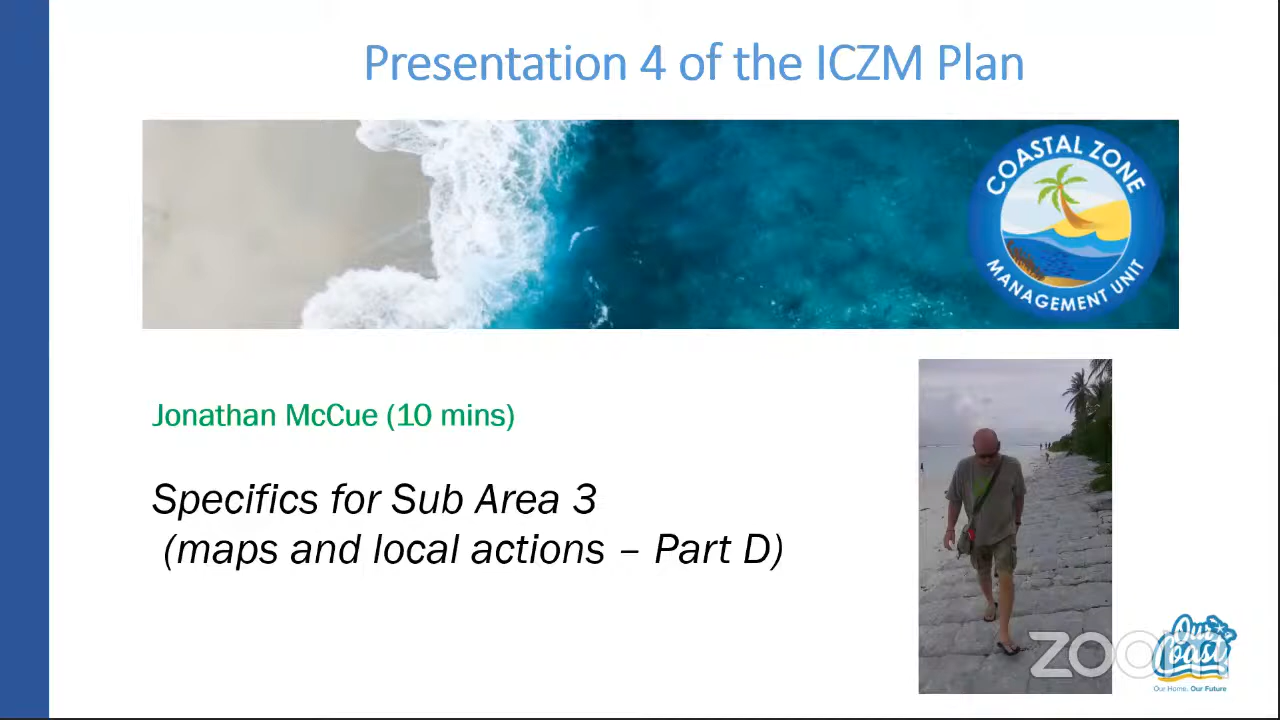 Presentation 4 of the ICZM Plan
COASTAL ZONE
MANAGEMENT UNIT
Jonathan McCue (10 mins)
Specifics for Sub Area 3
(maps and local actions – Part D)
zoom
Our
Coast
Our Home. Our Future